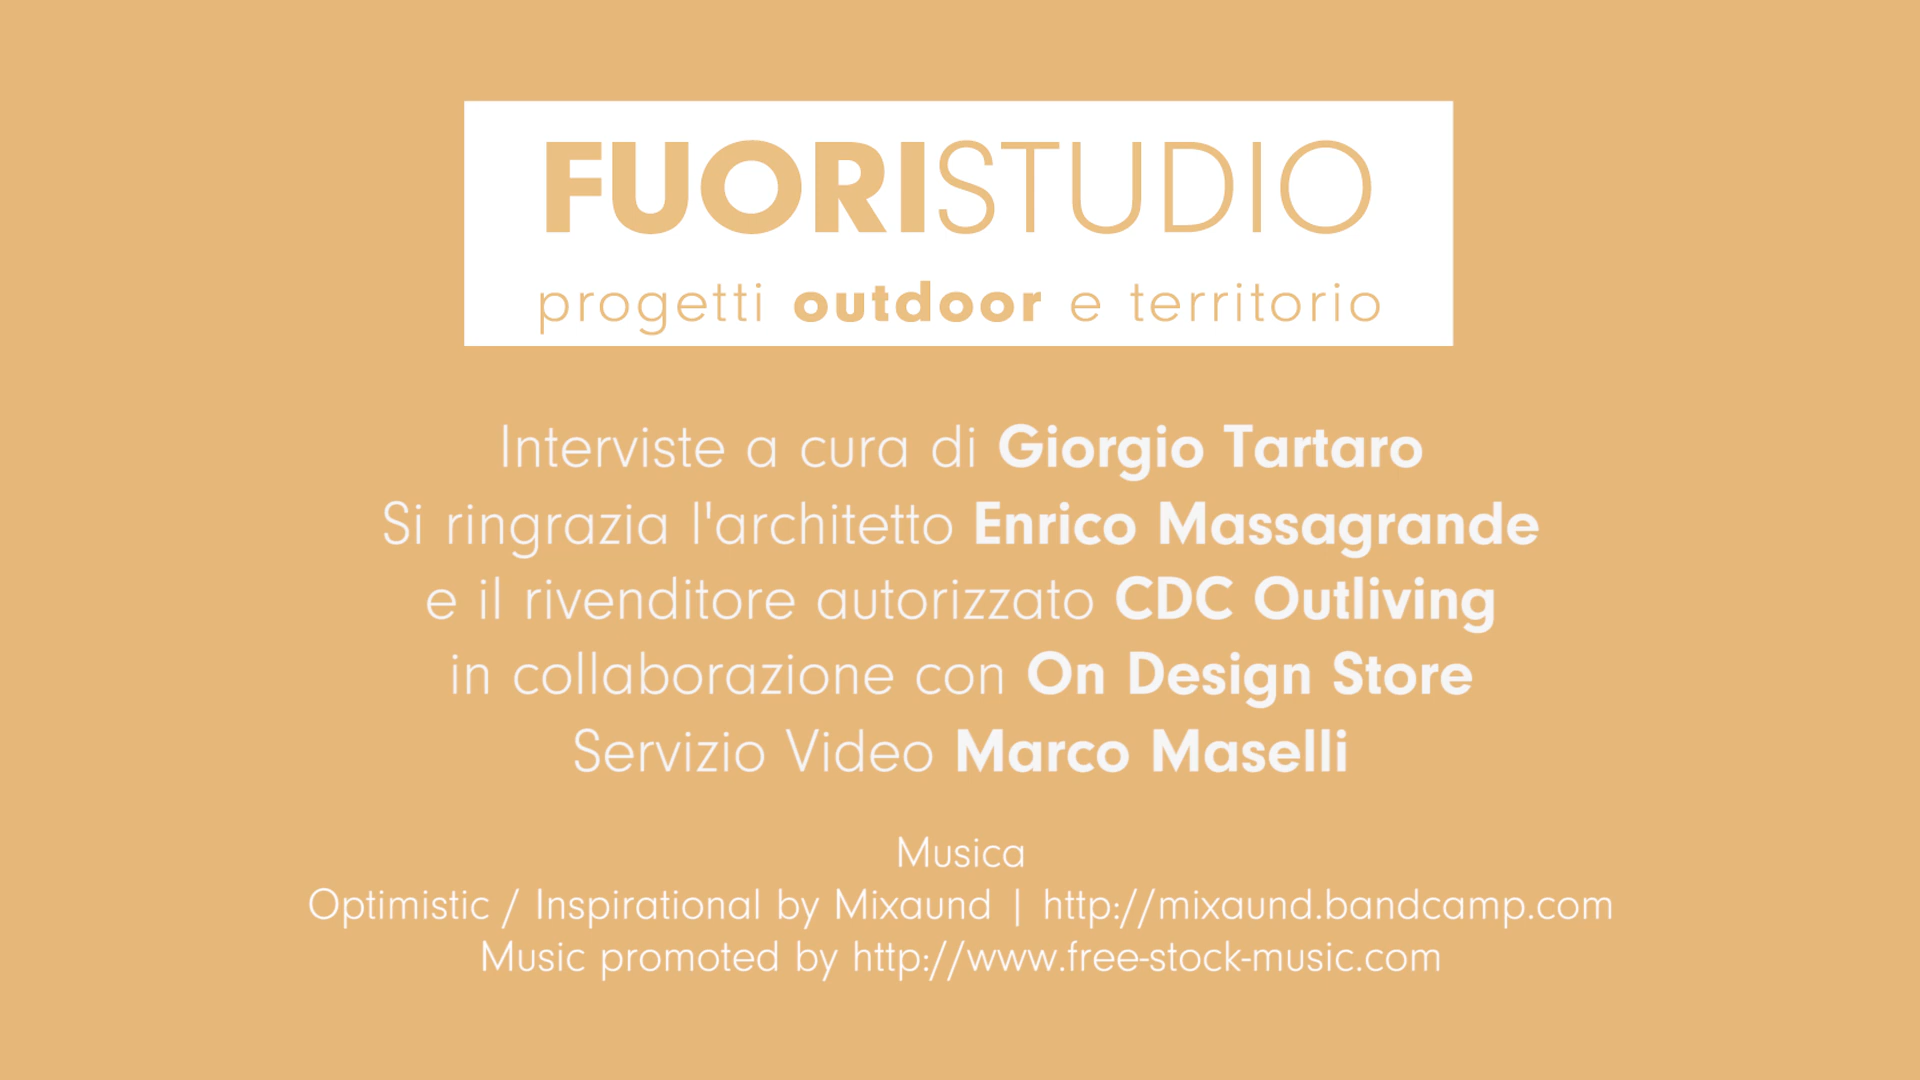 FUORISTUDIO
progetti outdoor e territorio
Interviste a cura di Giorgio Tartaro
Si ringrazia l'architetto Enrico Massagrande
e il rivenditore autorizzato CDC Outliving
in collaborazione con On Design Store
Servizio Video Marco Maselli
Musica
Optimistic / Inspirational by Mixaund | http://mixaund.bandcamp.com
Music promoted by http://www.free-stock-music.com